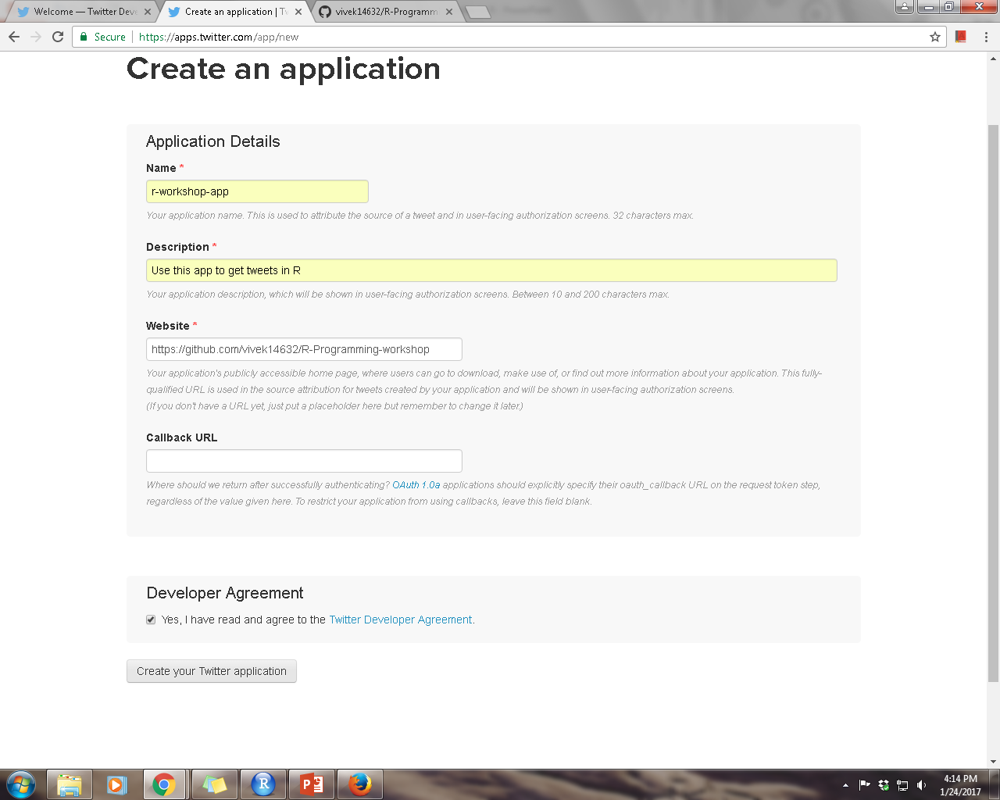 Welcome — Twitter Deve
Create an application | Tw
vivek14632/R-Programm
Secure
https://apps.twitter.com/app/new
Create an application
Application Details
Name *
r-workshop-app
Your application name. This is used to attribute the source of a tweet and in user-facing authorization screens. 32 characters max.
Description *
Use this app to get tweets in R
Your application description, which will be shown in user-facing authorization screens. Between 10 and 200 characters max.
Website *
https://github.com/vivek14632/R-Programming-workshop
Your application's publicly accessible home page, where users can go to download, make use of, or find out more information about your application. This fully-
qualified URL is used in the source attribution for tweets created by your application and will be shown in user-facing authorization screens.
(If you don't have a URL yet, just put a placeholder here but remember to change it later.)
Callback URL
Where should we return after successfully authenticating? OAuth 1.0a applications should explicitly specify their oauth_callback URL on the request token step,
regardless of the value given here. To restrict your application from using callbacks, leave this field blank.
Developer Agreement
Yes, I have read and agree to the Twitter Developer Agreement.
Create your Twitter application
R
P
4:14 PM
1/24/2017